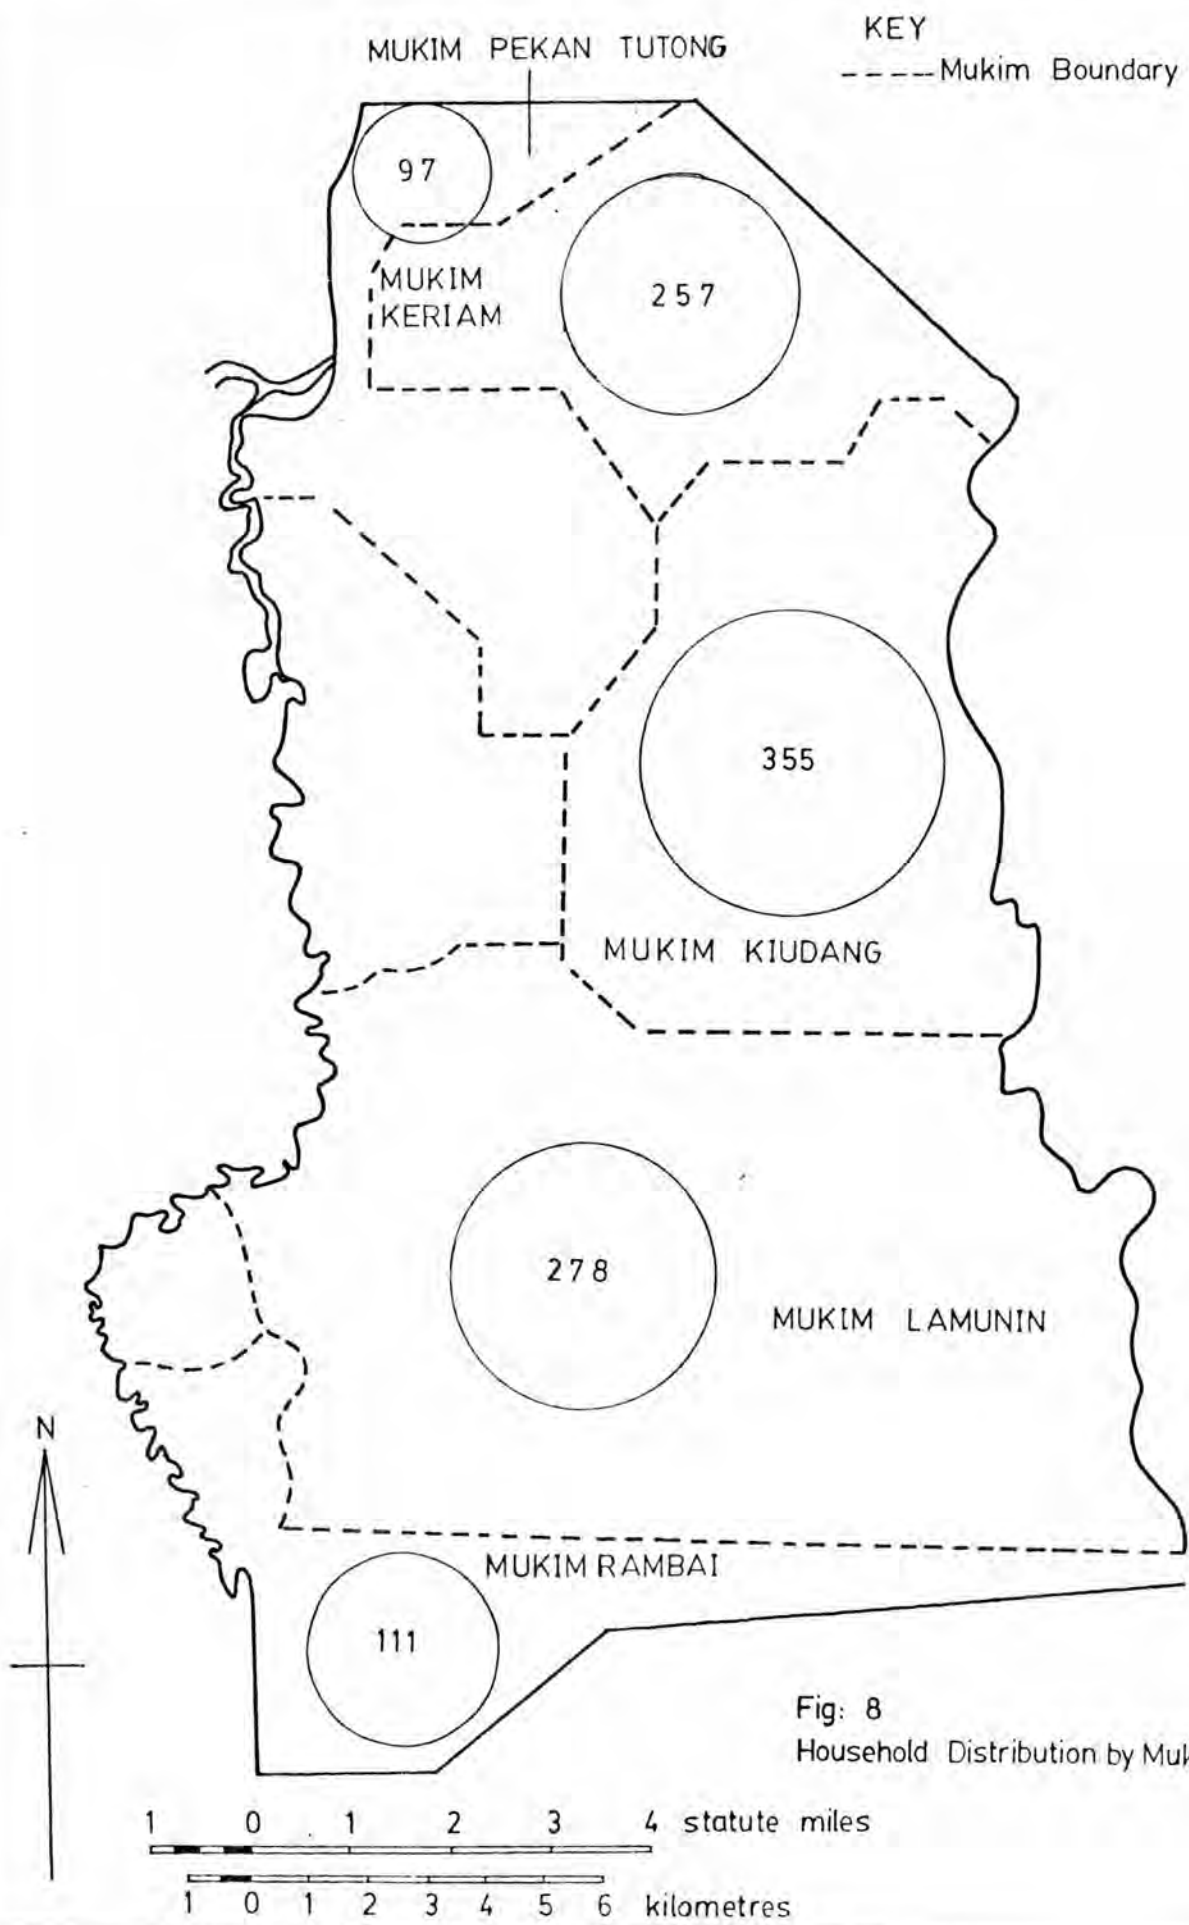 KEY
MUKIM PEKAN TUTONG
Mukim Boundary
97
257
MUKIM
KERIAM
355
MUKIM KIUDANG
278
MUKIM LAMUNIN
N
MUKIM RAMBAI
111
Fig: 8
Household Distribution by Muk
1 0 1 2 3 4 statute miles
1 0 1 2 3 4 5 6 kilometres